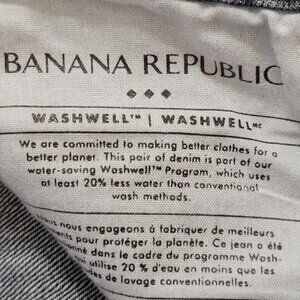 BANANA REPUBLIC
WASHWELL™ | WASHWELLMC
We are committed to making better clothes for a
better planet. This pair of denim is part of our
water-saving Washwell™ Program, which uses
at least 20% less water than conventional
wash methods.
nous engageons à fabriquer de meilleurs
pour protéger la planète. Ce jean a été
dans le cadre du programme Wash-
utilise 20 % d'eau en moins que les
de lavage conventionnels.